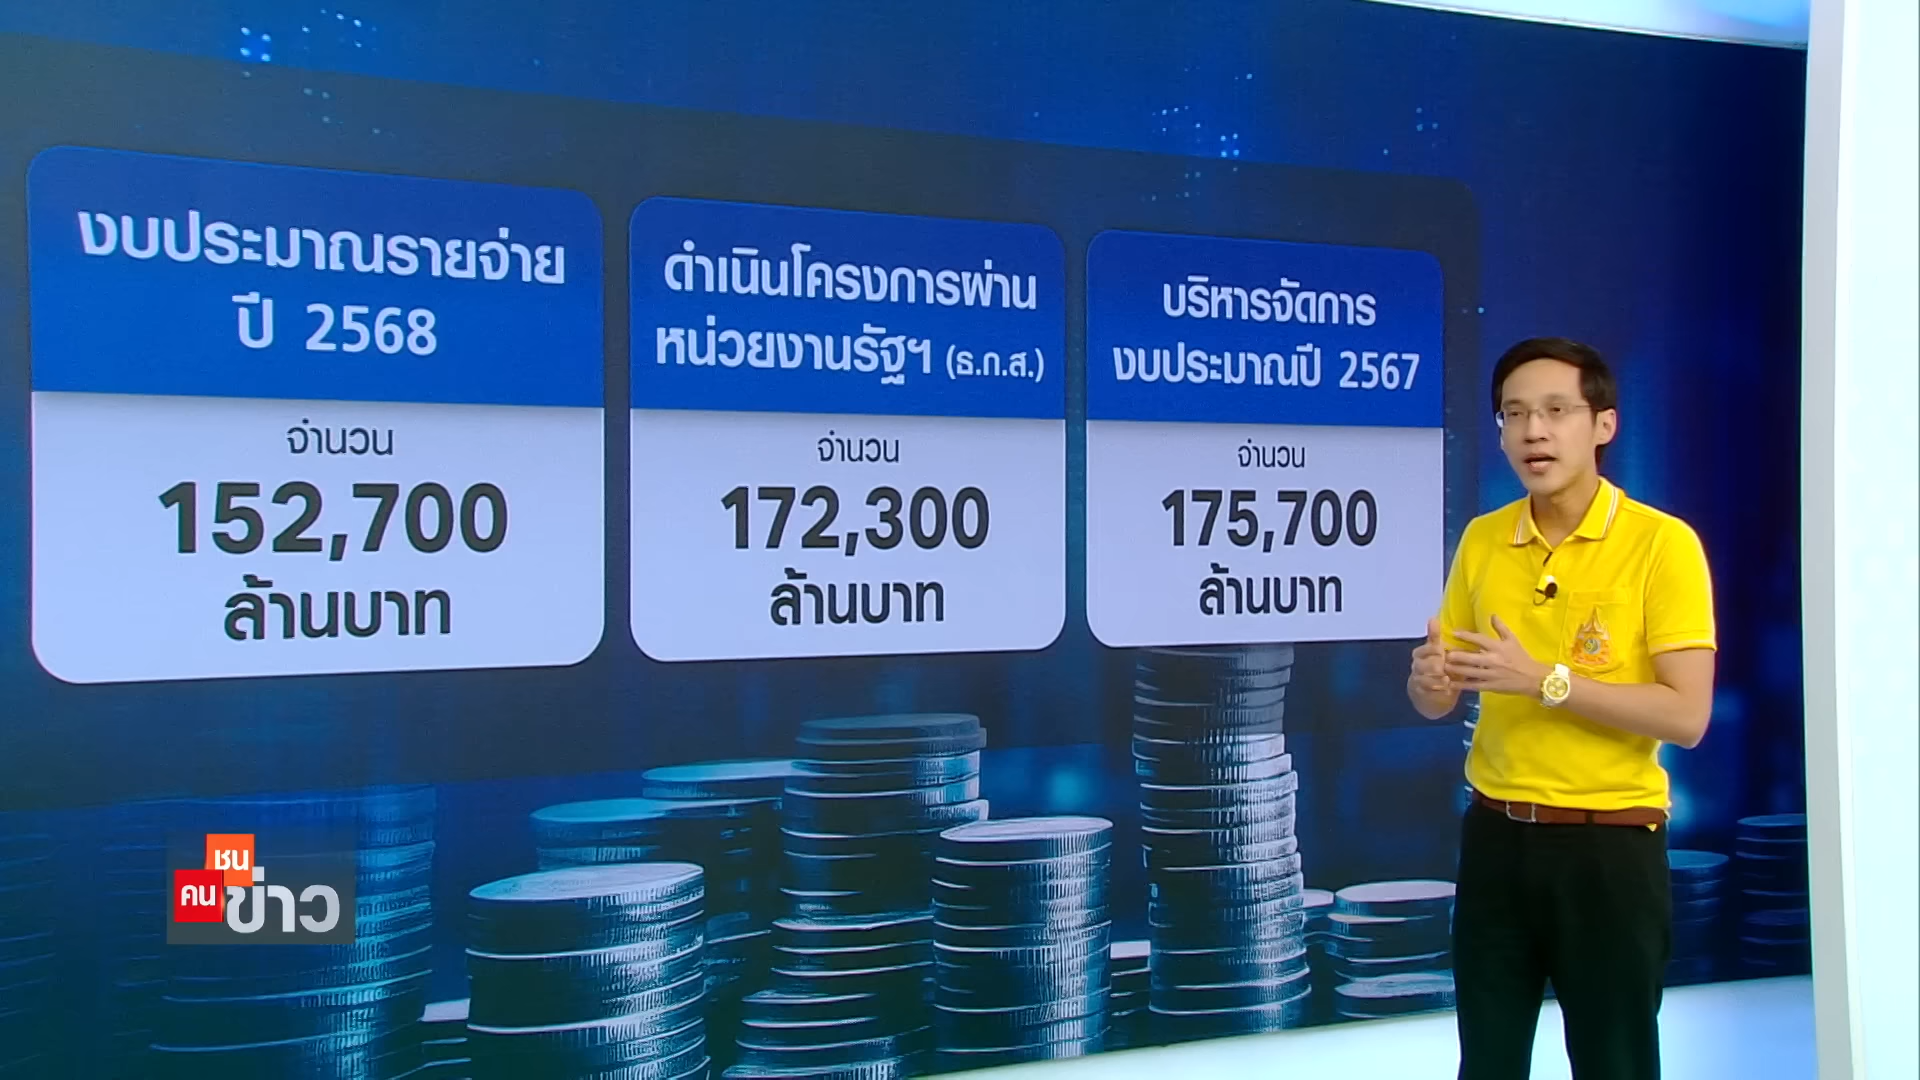 งบประมาณรายจ่าย
ปี 2568
จำนวน
152,700
ล้านบาท
ดำเนินโครงการผ่าน
หน่วยงานรัฐฯ (ธ.ก.ส.)
จำนวน
172,300
ล้านบาท
บริหารจัดการ
งบประมาณปี 2567
จำนวน
175,700
ล้านบาท
ชน
คน
ข่าว